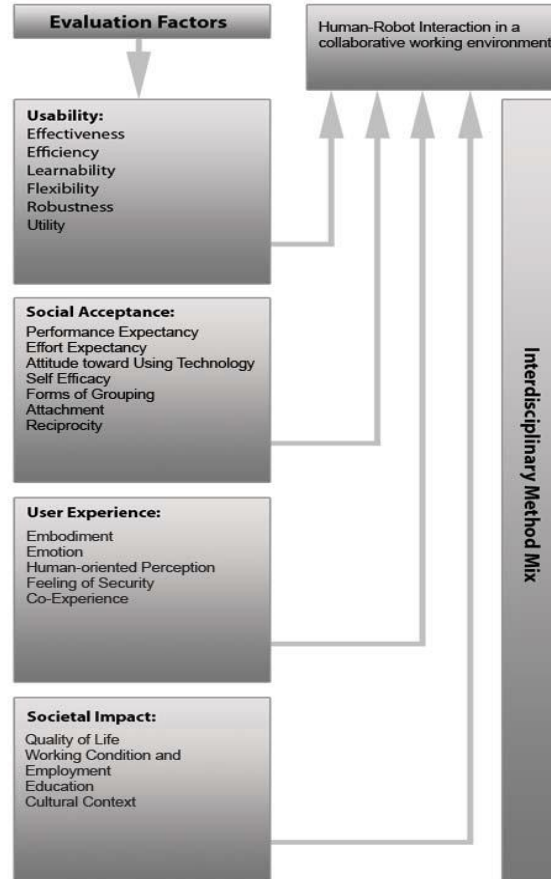 Evaluation Factors
Human-Robot Interaction in a
collaborative working environment
Usability:
Effectiveness
Efficiency
Learnability
Flexibility
Robustness
Utility
Social Acceptance:
Performance Expectancy
Effort Expectancy
Attitude toward Using Technology
Self Efficacy
Forms of Grouping
Attachment
Reciprocity
User Experience:
Embodiment
Emotion
Human-oriented Perception
Feeling of Security
Co-Experience
Societal Impact:
Quality of Life
Working Condition and
Employment
Education
Cultural Context
Interdisciplinary Method Mix